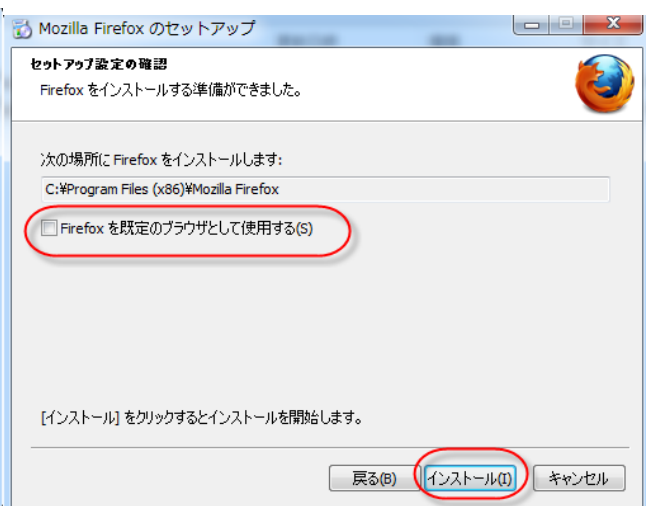 Mozilla Firefox のセットアップ
セットアップ設定の確認
Firefox をインストールする準備ができました。
次の場所に Firefox をインストールします:
C:¥Program Files (x86)¥Mozilla Firefox
Firefox を既定のブラウザとして使用する(S)
[インストール] をクリックするとインストールを開始します。
戻る(B) インストール(I) キャンセル